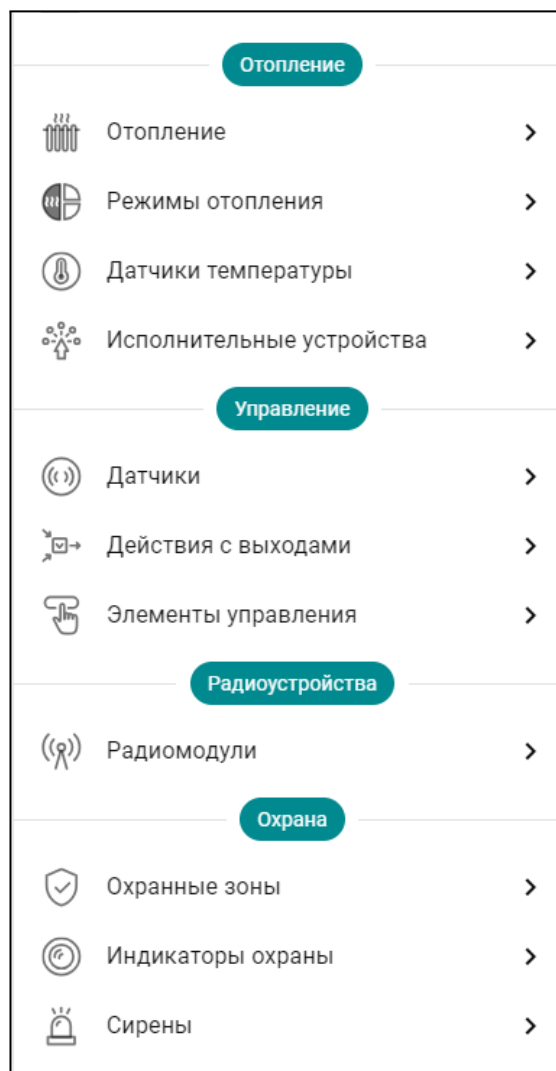 Отопление
Отопление
Режимы отопления
Датчики температуры
Исполнительные устройства
Управление
Датчики
Действия с выходами
Элементы управления
Радиоустройства
Радиомодули
Охрана
Охранные зоны
Индикаторы охраны
Сирены